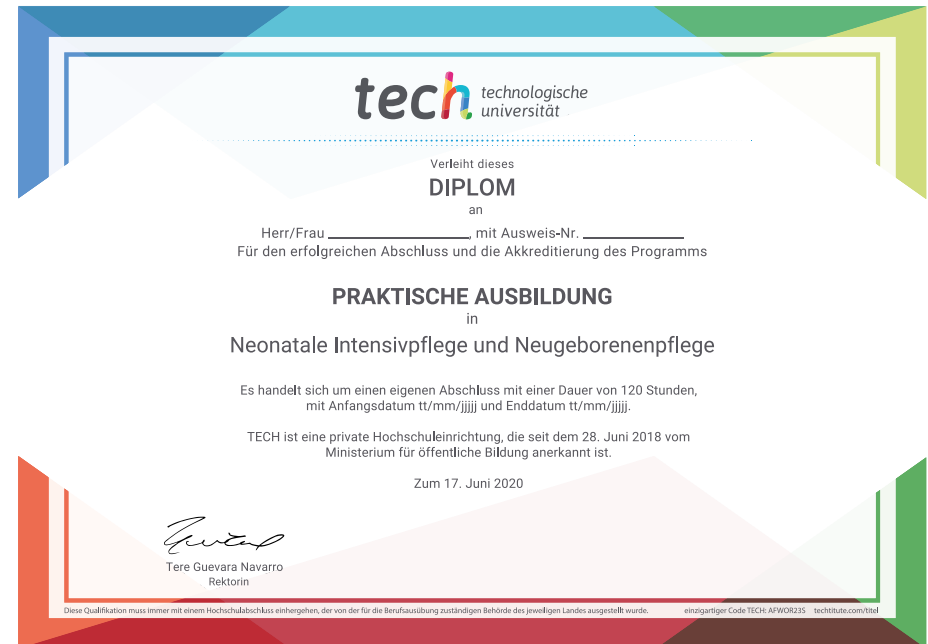 tech technologische
universität
Verleiht dieses
DIPLOM
an
Herr/Frau ____________________, mit Ausweis-Nr. ______________
Für den erfolgreichen Abschluss und die Akkreditierung des Programms
PRAKTISCHE AUSBILDUNG
in
Neonatale Intensivpflege und Neugeborenenpflege
Es handelt sich um einen eigenen Abschluss mit einer Dauer von 120 Stunden,
mit Anfangsdatum tt/mm/jjjjj und Enddatum tt/mm/jjjjj.
TECH ist eine private Hochschuleinrichtung, die seit dem 28. Juni 2018 vom
Ministerium für öffentliche Bildung anerkannt ist.
Zum 17. Juni 2020
Tere Guevara Navarro
Rektorin
Diese Qualifikation muss immer mit einem Hochschulabschluss einhergehen, der von der für die Berufsausübung zuständigen Behörde des jeweiligen Landes ausgestellt wurde. einzigartiger Code TECH: AFWOR23S techtitute.com/titel